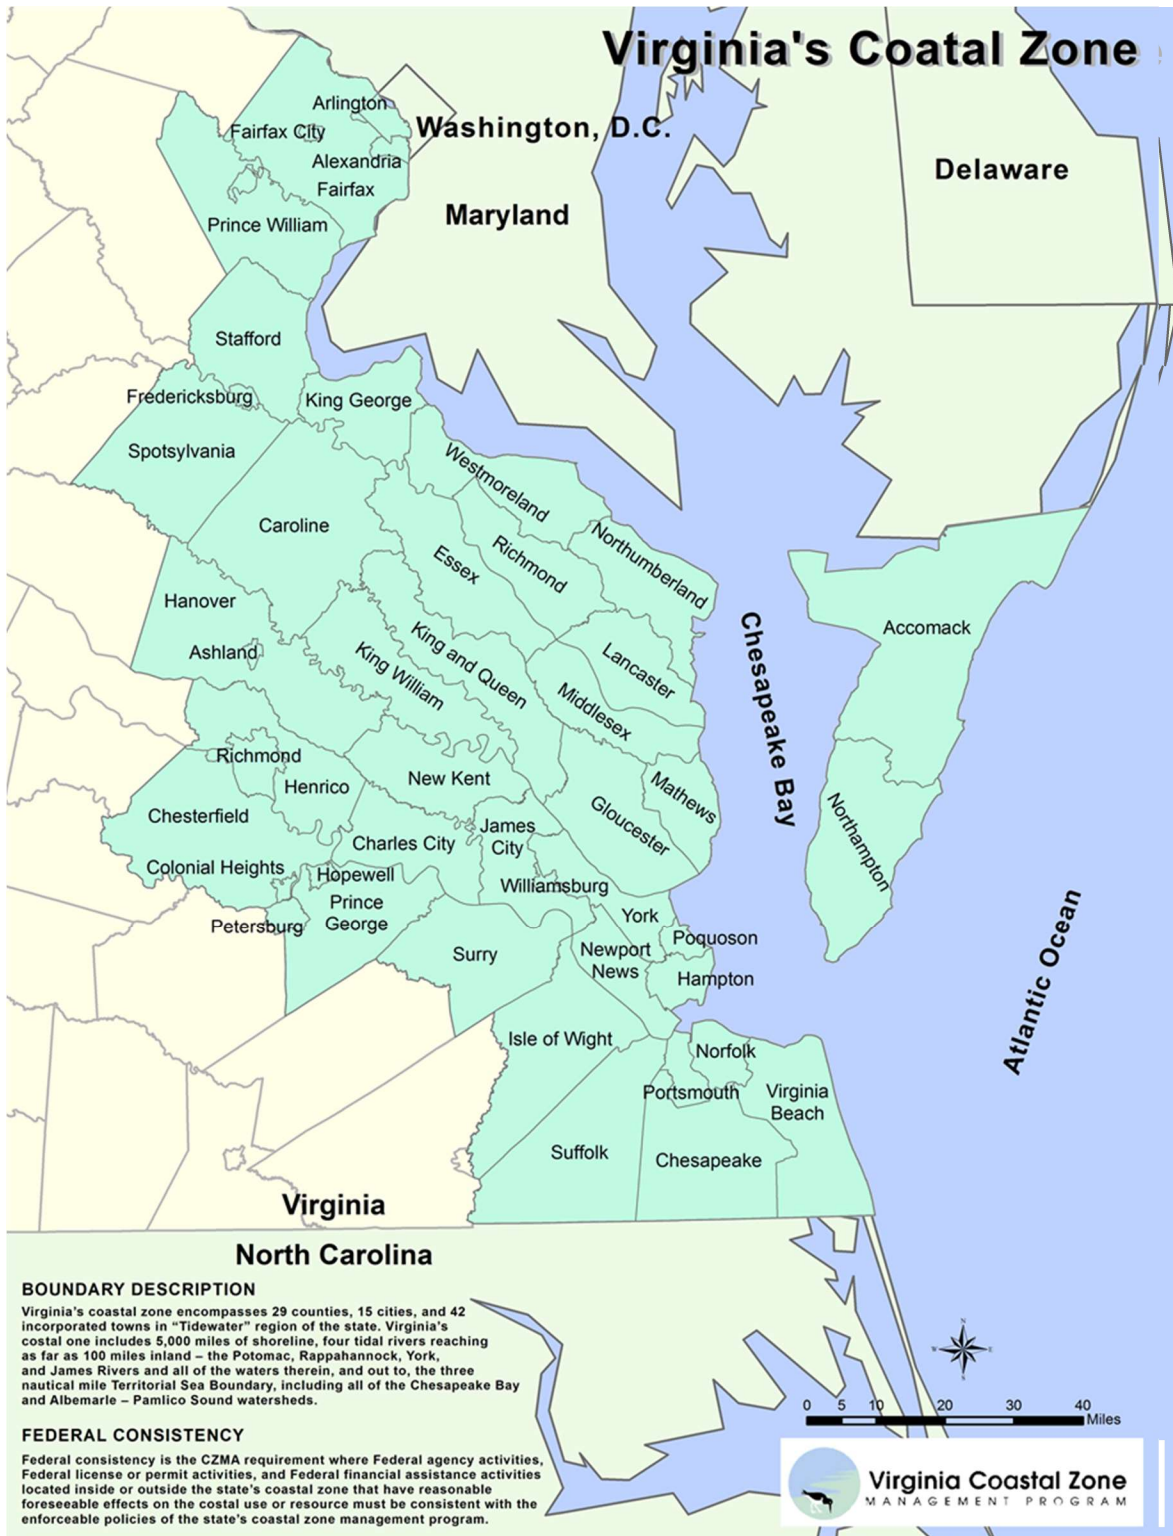 Virginia's Coatal Zone
Arlington
Washington, D.C.
Fairfax City
Alexandria
Delaware
Fairfax
Maryland
Prince William
Stafford
Fredericksburg
King George
Spotsylvania
Westmoreland
Caroline
Northumberland
Richmond
Essex
Hanover
Accomack
Ashland
Lancaster
King and Queen
King William
Middlesex
Chesapeake Bay
Richmond
New Kent
Henrico
Mathews
Gloucester
Northampton
Chesterfield
James
City
Charles City
Colonial Heights
Hopewell
Williamsburg
Prince
George
York
Petersburg
Poquoson
Surry
Newport
News
Hampton
Atlantic Ocean
Isle of Wight
Norfolk
Portsmouth
Virginia
Beach
Suffolk
Chesapeake
Virginia
North Carolina
BOUNDARY DESCRIPTION
Virginia's coastal zone encompasses 29 counties, 15 cities, and 42
incorporated towns in “Tidewater” region of the state. Virginia's
costal one includes 5,000 miles of shoreline, four tidal rivers reaching
as far as 100 miles inland – the Potomac, Rappahannock, York,
and James Rivers and all of the waters therein, and out to, the three
nautical mile Territorial Sea Boundary, including all of the Chesapeake Bay
and Albemarle – Pamlico Sound watersheds.
FEDERAL CONSISTENCY
Federal consistency is the CZMA requirement where Federal agency activities,
Federal license or permit activities, and Federal financial assistance activities
located inside or outside the state's coastal zone that have reasonable
foreseeable effects on the costal use or resource must be consistent with the
enforceable policies of the state's coastal zone management program.
N
W E
S
0 5 10 20 30 40
Miles
Virginia Coastal Zone
MANAGEMENT PROGRAM